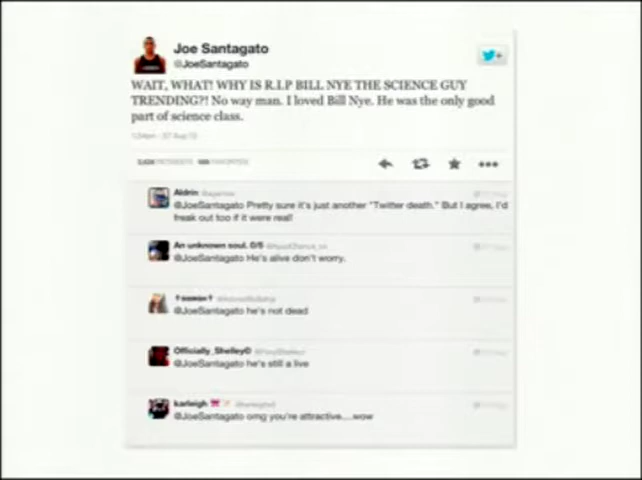 Joe Santagato
@JoeSantagato
WAIT, WHAT! WHY IS R.I.P BILL NYE THE SCIENCE GUY
TRENDING?! No way man. I loved Bill Nye. He was the only good
part of science class.
Aldrin
@JoeSantagato Pretty sure it's just another "Twitter death." But I agree, I'd
freak out too if it were real!
An unknown soul. 0/5
@JoeSantagato He's alive don't worry.
@JoeSantagato he's not dead
Officially_Shelley©
@JoeSantagato he's still a live
karleigh
@JoeSantagato omg you're attractive....wow